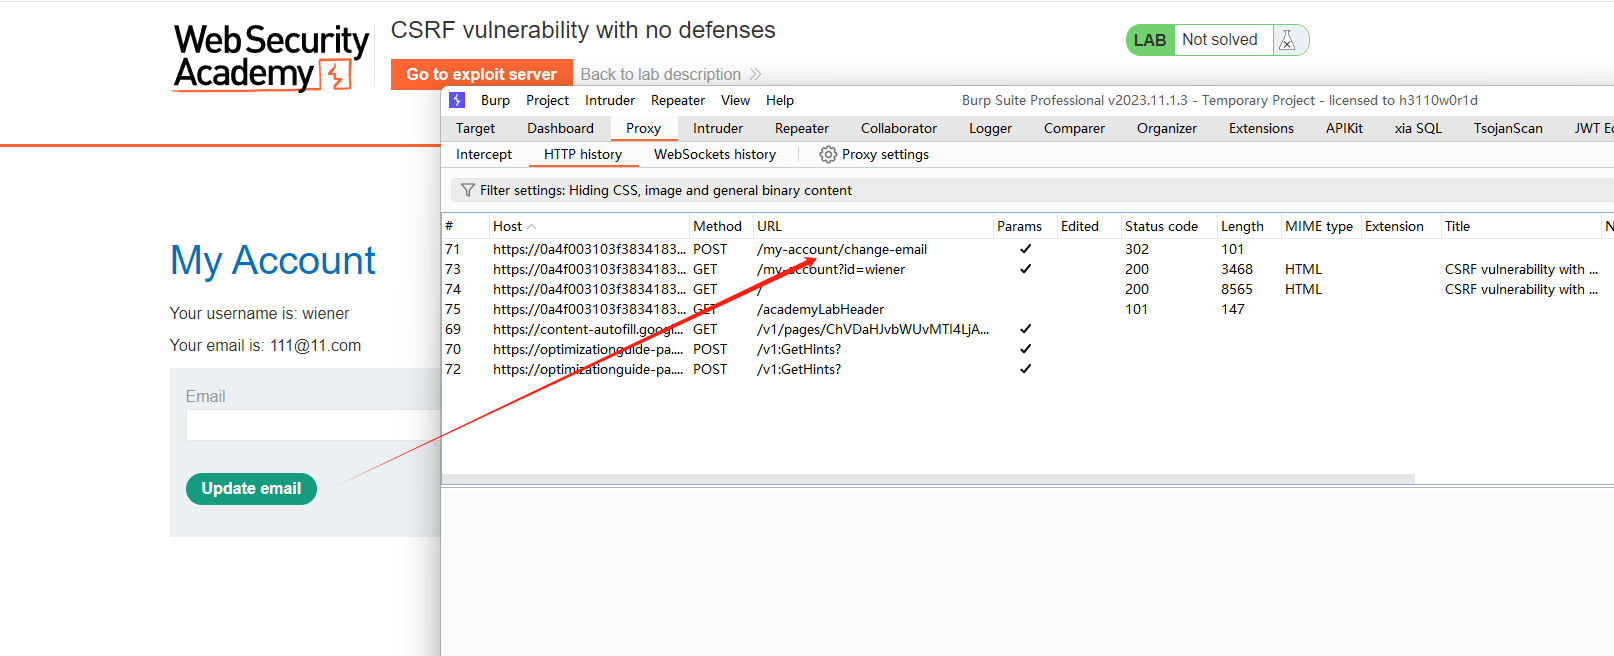 Web Security
Academy
CSRF vulnerability with no defenses
Go to exploit server
Back to lab description
LAB Not solved
Burp Project Intruder Repeater View Help
Burp Suite Professional v2023.11.1.3 - Temporary Project - licensed to h3110w0r1d
Target Dashboard Proxy Intruder Repeater Collaborator Logger Comparer Organizer Extensions APIKit xia SQL TsojanScan JWT Ed
Intercept HTTP history WebSockets history Proxy settings
Filter settings: Hiding CSS, image and general binary content
# Host Method URL Params Edited Status code Length MIME type Extension Title N
71 https://0a4f003103f3834183... POST /my-account/change-email ✓ 302 101
73 https://0a4f003103f3834183... GET /my-account?id=wiener ✓ 200 3468 HTML CSRF vulnerability with ...
74 https://0a4f003103f3834183... GET / 200 8565 HTML CSRF vulnerability with ...
75 https://0a4f003103f3834183... GET /academyLabHeader 101 147
69 https://content-autofill.googl... GET /v1/pages/ChVDaHJvbWUvMTI4LjA... ✓
70 https://optimizationguide-pa.... POST /v1:GetHints? ✓
72 https://optimizationguide-pa.... POST /v1:GetHints? ✓
My Account
Your username is: wiener
Your email is: 111@11.com
Email
Update email